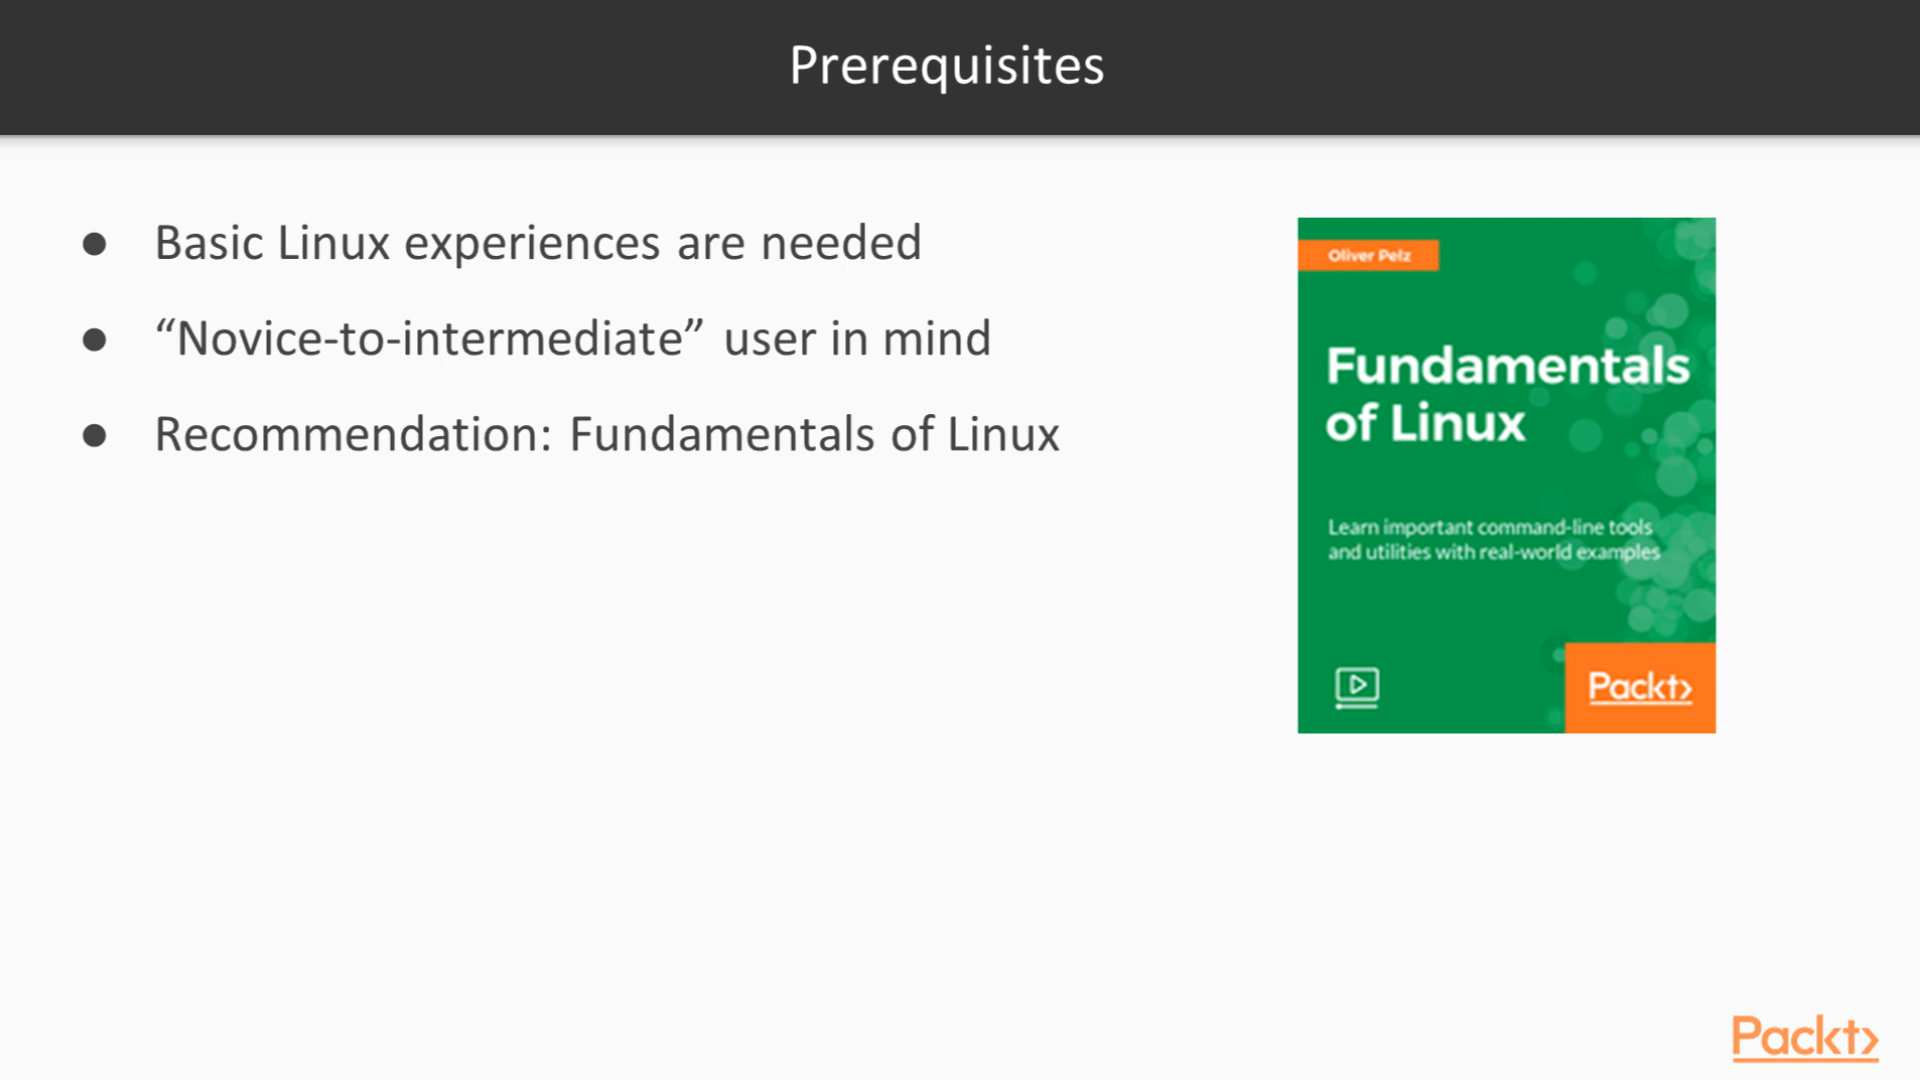 Prerequisites
● Basic Linux experiences are needed
● “Novice-to-intermediate” user in mind
● Recommendation: Fundamentals of Linux
Oliver Pelz
Fundamentals
of Linux
Learn important command-line tools
and utilities with real-world examples
Packt>
Packt>